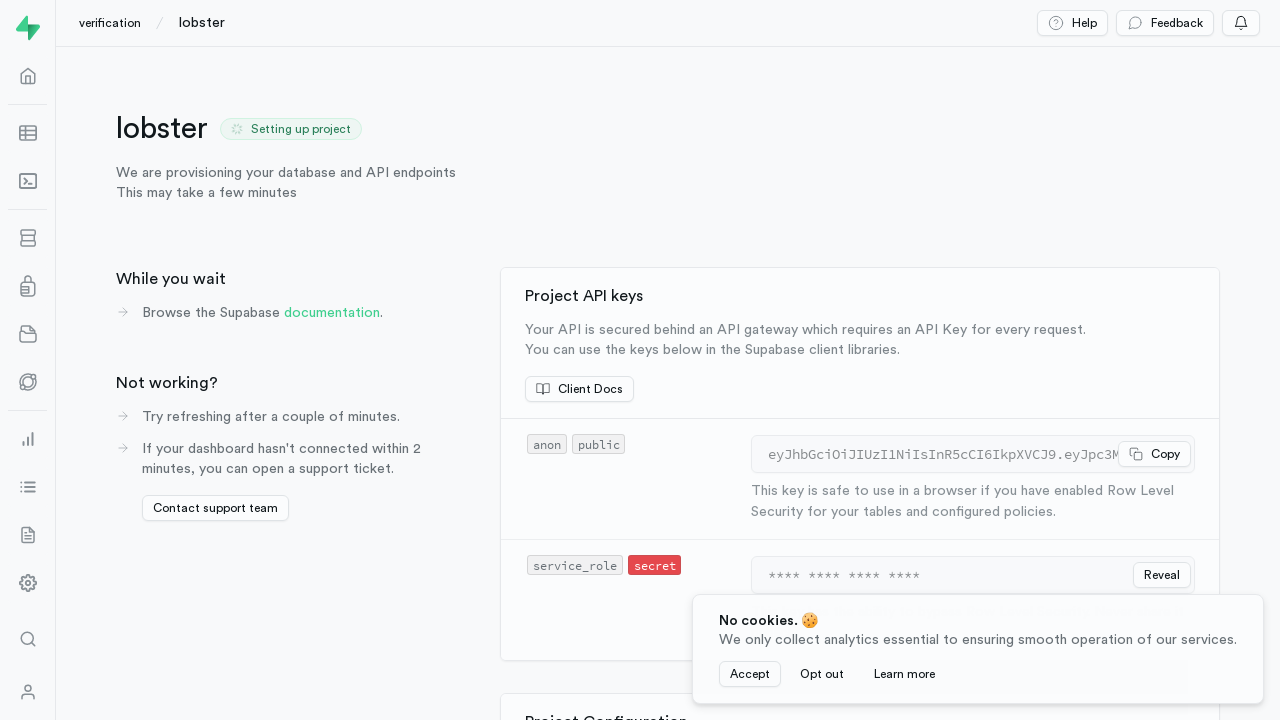 verification / lobster
Help
Feedback
lobster
Setting up project
We are provisioning your database and API endpoints
This may take a few minutes
While you wait
Browse the Supabase documentation.
Not working?
Try refreshing after a couple of minutes.
If your dashboard hasn't connected within 2
minutes, you can open a support ticket.
Contact support team
Project API keys
Your API is secured behind an API gateway which requires an API Key for every request.
You can use the keys below in the Supabase client libraries.
Client Docs
anon public
eyJhbGciOiJIUzI1NiIsInR5cCI6IkpXVCJ9.eyJpc3M
Copy
This key is safe to use in a browser if you have enabled Row Level
Security for your tables and configured policies.
service_role secret
**** **** **** ****
Reveal
No cookies. 🍪
We only collect analytics essential to ensuring smooth operation of our services.
Accept
Opt out
Learn more
Project Configuration